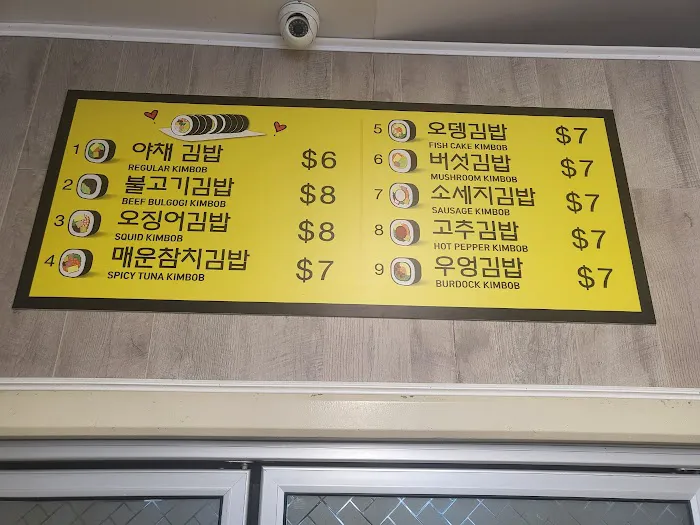 1 야채 김밥 $6
REGULAR KIMBOB
2 불고기김밥 $8
BEEF BULGOGI KIMBOB
3 오징어김밥 $8
SQUID KIMBOB
4 매운참치김밥 $7
SPICY TUNA KIMBOB
5 오뎅김밥 $7
FISH CAKE KIMBOB
6 버섯김밥 $7
MUSHROOM KIMBOB
7 소세지김밥 $7
SAUSAGE KIMBOB
8 고추김밥 $7
HOT PEPPER KIMBOB
9 우엉김밥 $7
BURDOCK KIMBOB